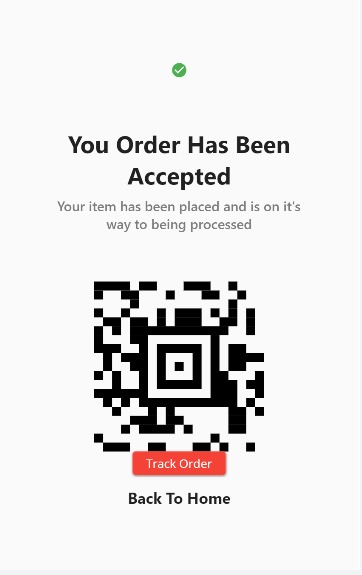 You Order Has Been
Accepted
Your item has been placed and is on it's
way to being processed
Track Order
Back To Home